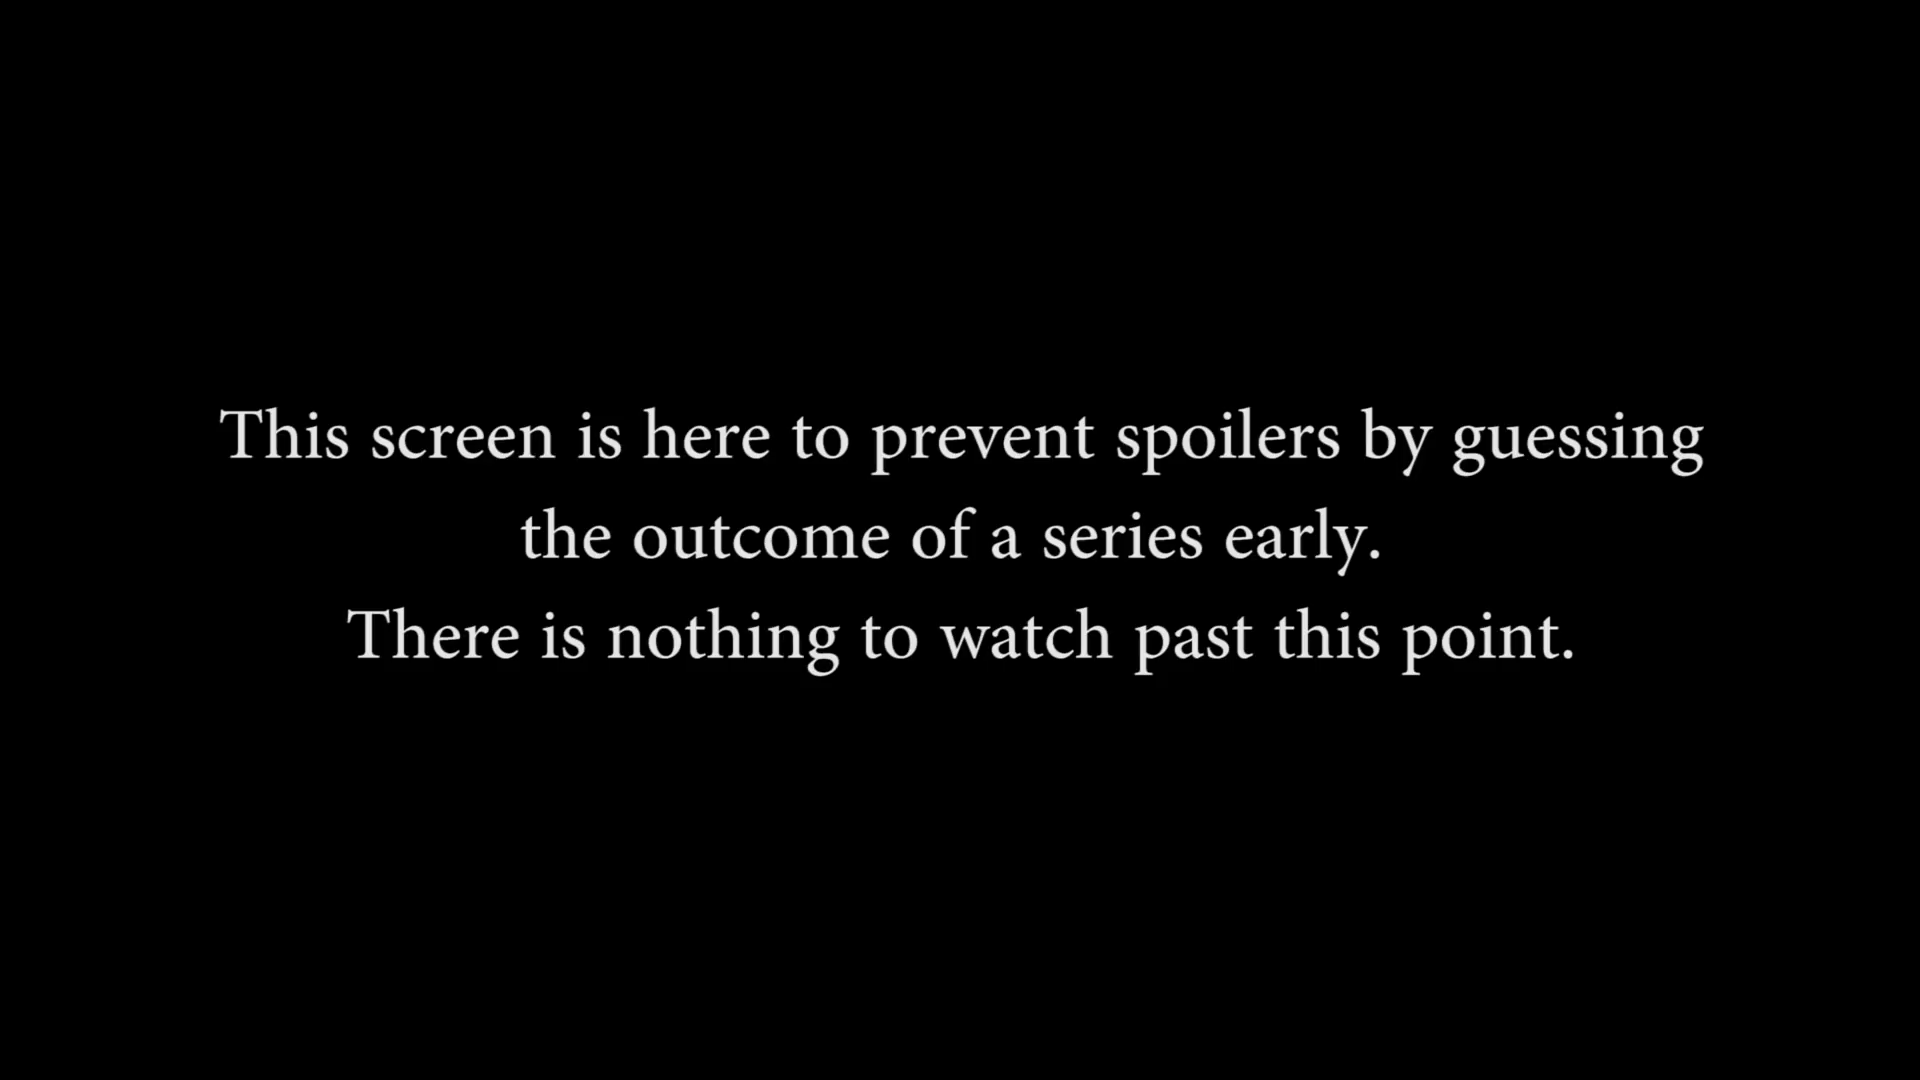 This screen is here to prevent spoilers by guessing
the outcome of a series early.
There is nothing to watch past this point.